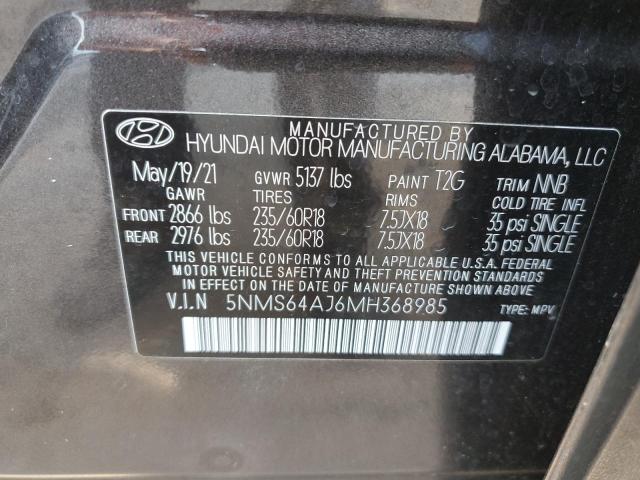 MANUFACTURED BY
HYUNDAI MOTOR MANUFACTURING ALABAMA, LLC
May/19/21 GVWR 5137 lbs PAINT T2G TRIM NNB
GAWR TIRES RIMS COLD TIRE INFL
FRONT 2866 lbs 235/60R18 7.5JX18 35 psi SINGLE
REAR 2976 lbs 235/60R18 7.5JX18 35 psi SINGLE
THIS VEHICLE CONFORMS TO ALL APPLICABLE U.S.A. FEDERAL
MOTOR VEHICLE SAFETY AND THEFT PREVENTION STANDARDS
IN EFFECT ON THE DATE OF MANUFACTURE SHOWN ABOVE.
V.I.N 5NMS64AJ6MH368985 TYPE: MPV